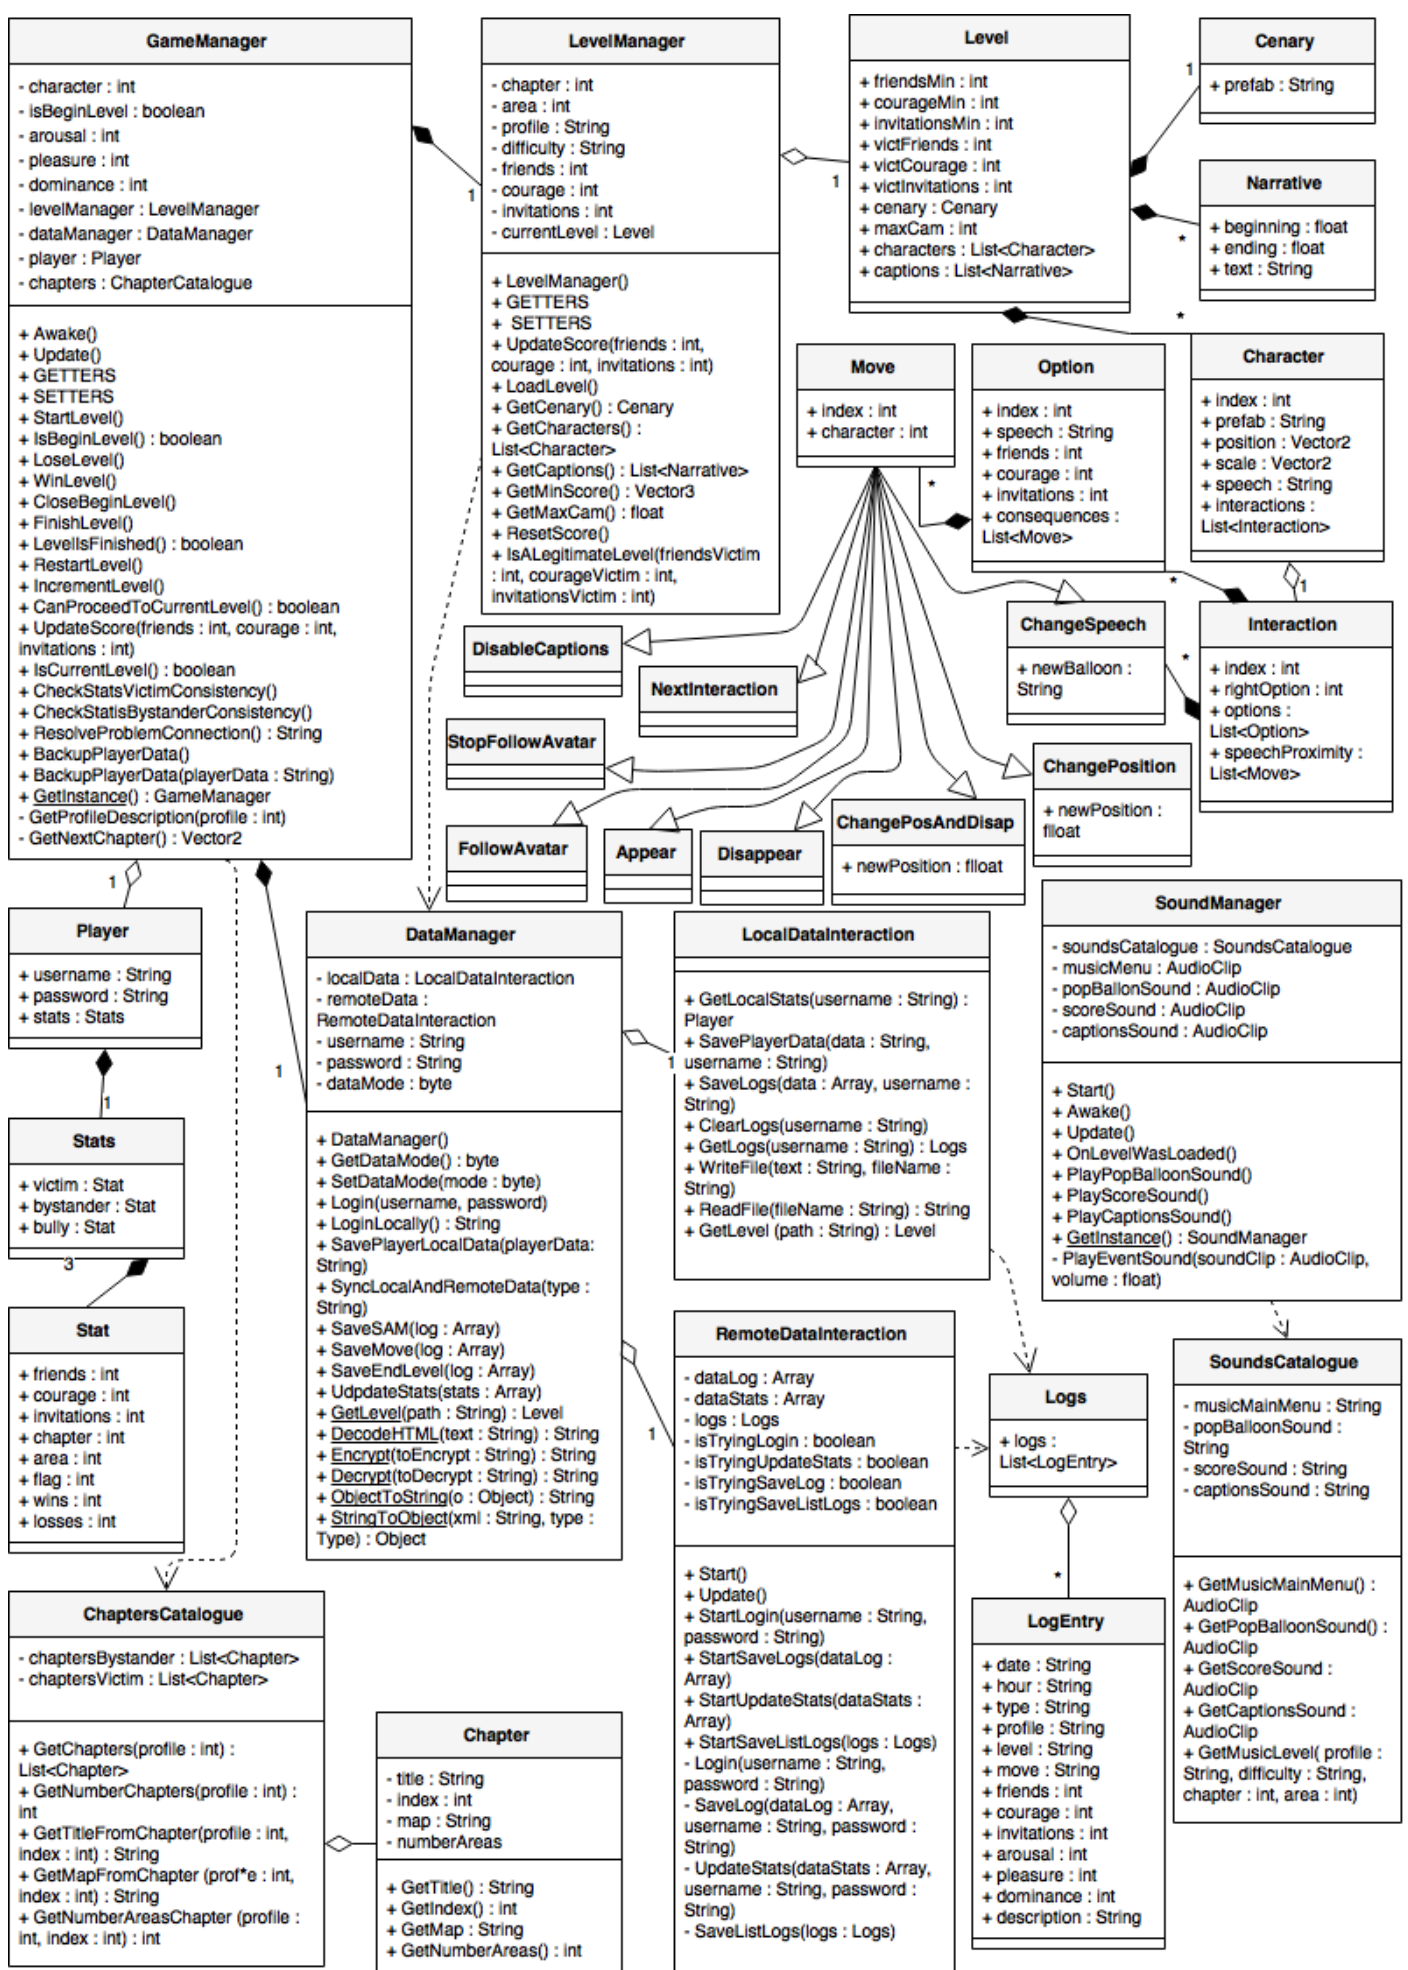 GameManager
- character : int
- isBeginLevel : boolean
- arousal : int
- pleasure : int
- dominance : int
- levelManager : LevelManager
- dataManager : DataManager
- player : Player
- chapters : ChapterCatalogue
+ Awake()
+ Update()
+ GETTERS
+ SETTERS
+ StartLevel()
+ IsBeginLevel() : boolean
+ LoseLevel()
+ WinLevel()
+ CloseBeginLevel()
+ FinishLevel()
+ LevelIsFinished() : boolean
+ RestartLevel()
+ IncrementLevel()
+ CanProceedToCurrentLevel() : boolean
+ UpdateScore(friends : int, courage : int,
invitations : int)
+ IsCurrentLevel() : boolean
+ CheckStatsVictimConsistency()
+ CheckStatisBystanderConsistency()
+ ResolveProblemConnection() : String
+ BackupPlayerData()
+ BackupPlayerData(playerData : String)
+ GetInstance() : GameManager
- GetProfileDescription(profile : int)
- GetNextChapter() : Vector2
1
LevelManager
- chapter : int
- area : int
- profile : String
- difficulty : String
- friends : int
- courage : int
- invitations : int
- currentLevel : Level
+ LevelManager()
+ GETTERS
+ SETTERS
+ UpdateScore(friends : int,
courage : int, invitations : int)
+ LoadLevel()
+ GetCenary() : Cenary
+ GetCharacters() :
List<Character>
+ GetCaptions() : List<Narrative>
+ GetMinScore() : Vector3
+ GetMaxCam() : float
+ ResetScore()
+ IsALegitimateLevel(friendsVictim
: int, courageVictim : int,
invitationsVictim : int)
1
Level
+ friendsMin : int
+ courageMin : int
+ invitationsMin : int
+ victFriends : int
+ victCourage : int
+ victInvitations : int
+ cenary : Cenary
+ maxCam : int
+ characters : List<Character>
+ captions : List<Narrative>
1
Cenary
+ prefab : String
*
Narrative
+ beginning : float
+ ending : float
+ text : String
*
Move
+ index : int
+ character : int
*
Option
+ index : int
+ speech : String
+ friends : int
+ courage : int
+ invitations : int
+ consequences :
List<Move>
*
Character
+ index : int
+ prefab : String
+ position : Vector2
+ scale : Vector2
+ speech : String
+ interactions :
List<Interaction>
1
DisableCaptions
NextInteraction
StopFollowAvatar
FollowAvatar
Appear
Disappear
ChangeSpeech
+ newBalloon :
String
*
Interaction
+ index : int
+ rightOption : int
+ options :
List<Option>
+ speechProximity :
List<Move>
ChangePosition
+ newPosition :
flloat
ChangePosAndDisap
+ newPosition : flloat
1
Player
+ username : String
+ password : String
+ stats : Stats
1
Stats
+ victim : Stat
+ bystander : Stat
+ bully : Stat
3
Stat
+ friends : int
+ courage : int
+ invitations : int
+ chapter : int
+ area : int
+ flag : int
+ wins : int
+ losses : int
1
DataManager
- localData : LocalDataInteraction
- remoteData :
RemoteDataInteraction
- username : String
- password : String
- dataMode : byte
+ DataManager()
+ GetDataMode() : byte
+ SetDataMode(mode : byte)
+ Login(username, password)
+ LoginLocally() : String
+ SavePlayerLocalData(playerData:
String)
+ SyncLocalAndRemoteData(type :
String)
+ SaveSAM(log : Array)
+ SaveMove(log : Array)
+ SaveEndLevel(log : Array)
+ UdpdateStats(stats : Array)
+ GetLevel(path : String) : Level
+ DecodeHTML(text : String) : String
+ Encrypt(toEncrypt : String) : String
+ Decrypt(toDecrypt : String) : String
+ ObjectToString(o : Object) : String
+ StringToObject(xml : String, type :
Type) : Object
1
LocalDataInteraction
+ GetLocalStats(username : String) :
Player
+ SavePlayerData(data : String,
username : String)
+ SaveLogs(data : Array, username :
String)
+ ClearLogs(username : String)
+ GetLogs(username : String) : Logs
+ WriteFile(text : String, fileName :
String)
+ ReadFile(fileName : String) : String
+ GetLevel (path : String) : Level
SoundManager
- soundsCatalogue : SoundsCatalogue
- musicMenu : AudioClip
- popBallonSound : AudioClip
- scoreSound : AudioClip
- captionsSound : AudioClip
+ Start()
+ Awake()
+ Update()
+ OnLevelWasLoaded()
+ PlayPopBalloonSound()
+ PlayScoreSound()
+ PlayCaptionsSound()
+ GetInstance() : SoundManager
- PlayEventSound(soundClip : AudioClip,
volume : float)
1
RemoteDataInteraction
- dataLog : Array
- dataStats : Array
- logs : Logs
- isTryingLogin : boolean
- isTryingUpdateStats : boolean
- isTryingSaveLog : boolean
- isTryingSaveListLogs : boolean
+ Start()
+ Update()
+ StartLogin(username : String,
password : String)
+ StartSaveLogs(dataLog :
Array)
+ StartUpdateStats(dataStats :
Array)
+ StartSaveListLogs(logs : Logs)
- Login(username : String,
password : String)
- SaveLog(dataLog : Array,
username : String, password :
String)
- UpdateStats(dataStats : Array,
username : String, password :
String)
- SaveListLogs(logs : Logs)
Logs
+ logs :
List<LogEntry>
*
LogEntry
+ date : String
+ hour : String
+ type : String
+ profile : String
+ level : String
+ move : String
+ friends : int
+ courage : int
+ invitations : int
+ arousal : int
+ pleasure : int
+ dominance : int
+ description : String
SoundsCatalogue
- musicMainMenu : String
- popBalloonSound :
String
- scoreSound : String
- captionsSound : String
+ GetMusicMainMenu() :
AudioClip
+ GetPopBalloonSound() :
AudioClip
+ GetScoreSound :
AudioClip
+ GetCaptionsSound :
AudioClip
+ GetMusicLevel( profile :
String, difficulty : String,
chapter : int, area : int)
ChaptersCatalogue
- chaptersBystander : List<Chapter>
- chaptersVictim : List<Chapter>
+ GetChapters(profile : int) :
List<Chapter>
+ GetNumberChapters(profile : int) :
int
+ GetTitleFromChapter(profile : int,
index : int) : String
+ GetMapFromChapter (prof*e : int,
index : int) : String
+ GetNumberAreasChapter (profile :
int, index : int) : int
Chapter
- title : String
- index : int
- map : String
- numberAreas
+ GetTitle() : String
+ GetIndex() : int
+ GetMap : String
+ GetNumberAreas() : int